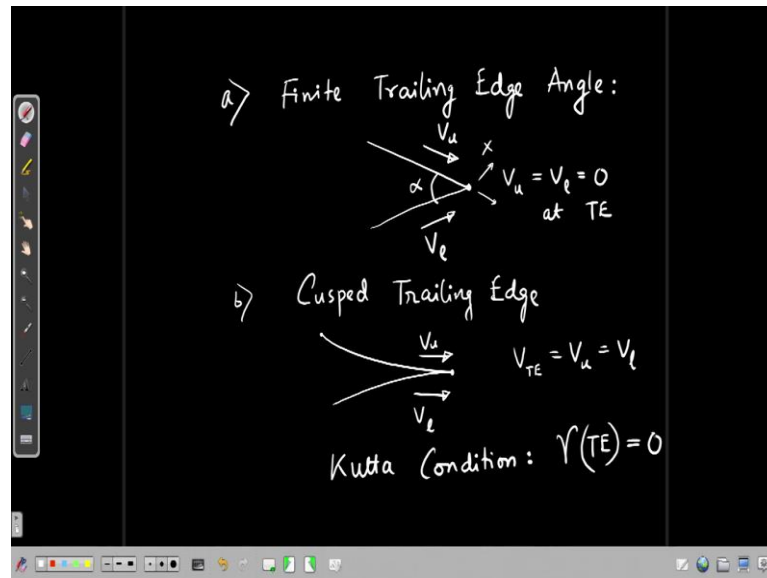 a) Finite Trailing Edge Angle:
Vu
x
α
Vu = Vl = 0
at TE
Vl
b) Cusped Trailing Edge
Vu
V_TE = Vu = Vl
Vl
Kutta Condition: γ(TE) = 0